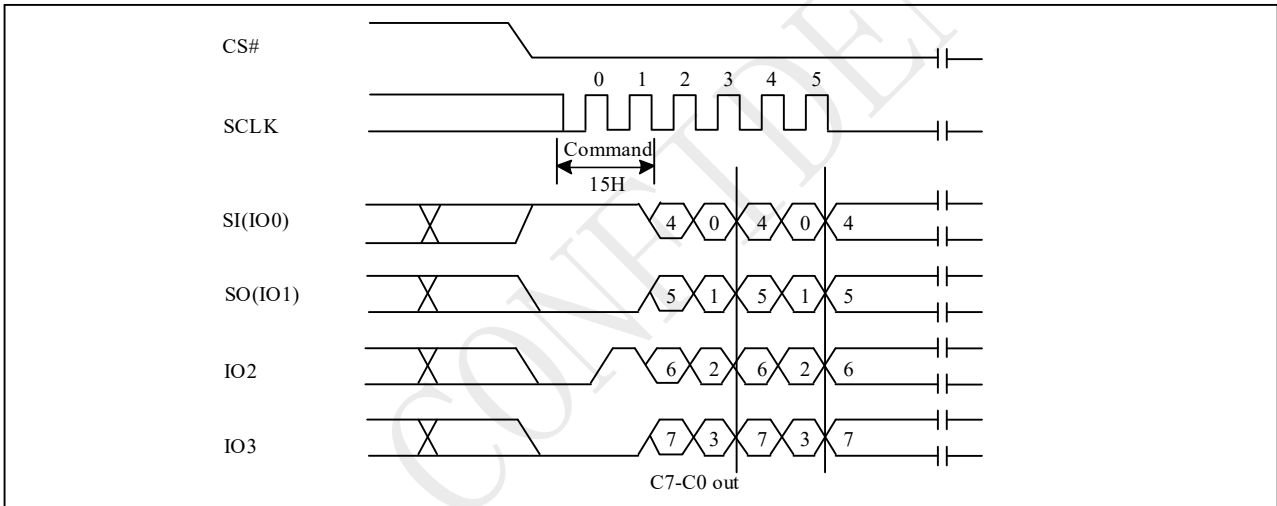 CS#
0 1 2 3 4 5
SCLK
Command
15H
SI(IO0) 4 0 4 0 4
SO(IO1) 5 1 5 1 5
IO2 6 2 6 2 6
IO3 7 3 7 3 7
C7-C0 out
CONFIDEN